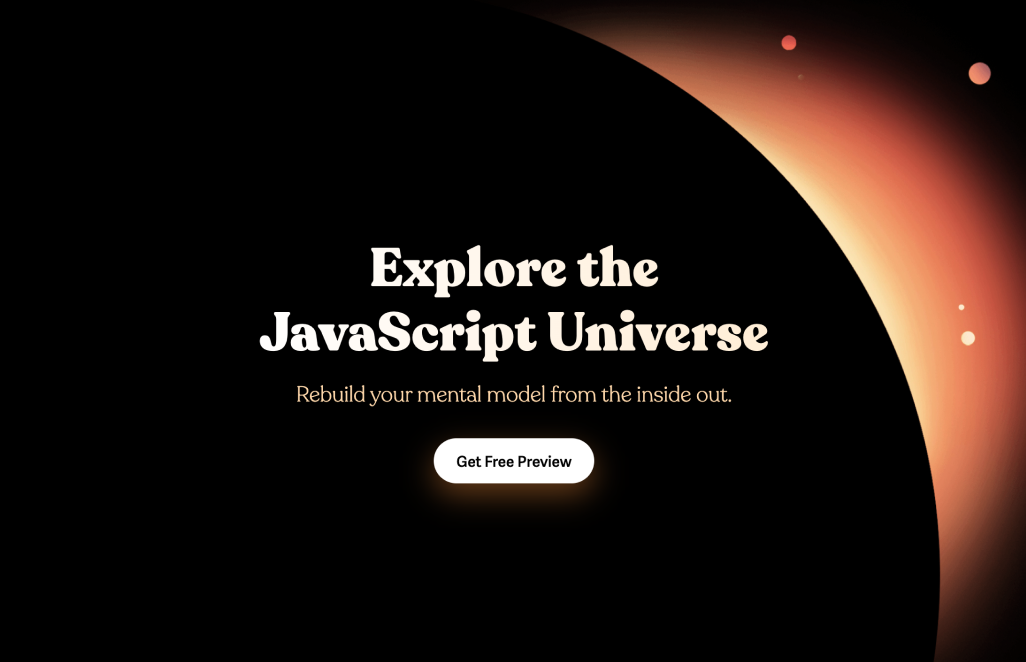 Explore the
JavaScript Universe
Rebuild your mental model from the inside out.
Get Free Preview